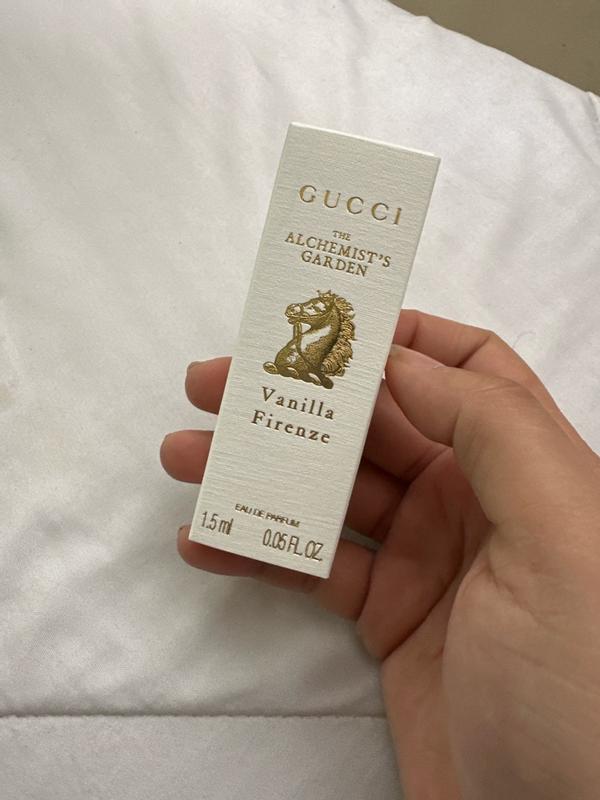 GUCCI
THE
ALCHEMIST'S
GARDEN
Vanilla
Firenze
EAU DE PARFUM
1.5 ml 0.05 FL OZ